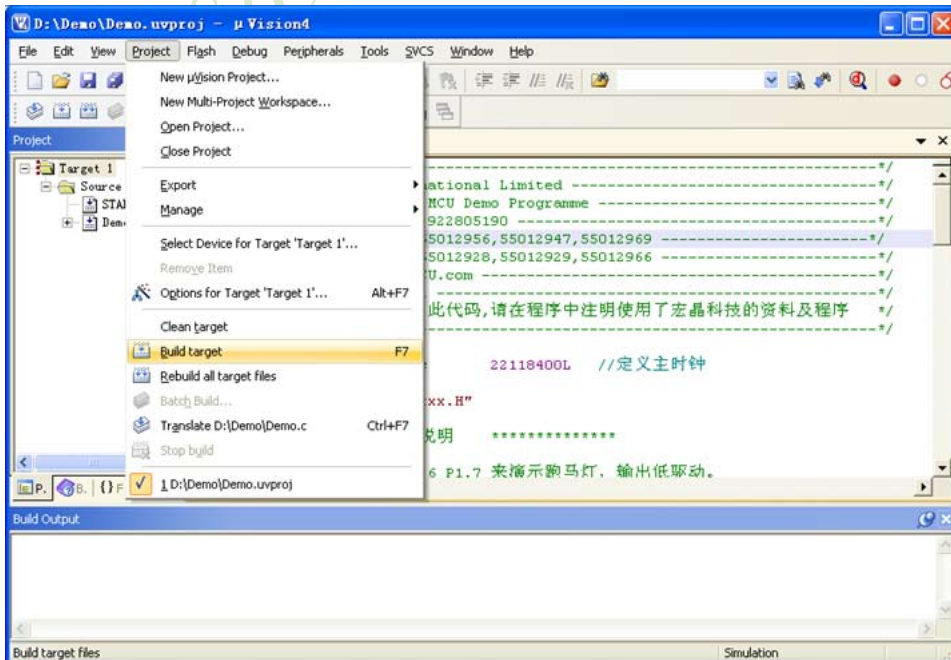 D:\Demo\Demo.uvproj - µVision4
File Edit View Project Flash Debug Peripherals Tools SVCS Window Help
New µVision Project...
New Multi-Project Workspace...
Open Project...
Close Project
Export
Manage
Select Device for Target 'Target 1'...
Remove Item
Options for Target 'Target 1'... Alt+F7
Clean target
Build target F7
Rebuild all target files
Batch Build...
Translate D:\Demo\Demo.c Ctrl+F7
Stop build
1 D:\Demo\Demo.uvproj
Project
Target 1
Source
STA
Dem
----------------------------------------------*/
ational Limited -------------------------------*/
MCU Demo Programme ----------------------------*/
922805190 -------------------------------------*/
55012956,55012947,55012969 -----------------------*/
55012928,55012929,55012966 ----------------------*/
U.com -----------------------------------------*/
----------------------------------------------*/
此代码,请在程序中注明使用了宏晶科技的资料及程序 */
----------------------------------------------*/
22118400L //定义主时钟
xx.H"
说明 **************
6 P1.7 来演示跑马灯,输出低驱动。
P. B. {} F
Build Output
Build target files Simulation